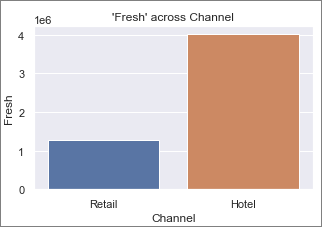 'Fresh' across Channel
1e6
4
3
2
1
0
Fresh
Retail
Hotel
Channel